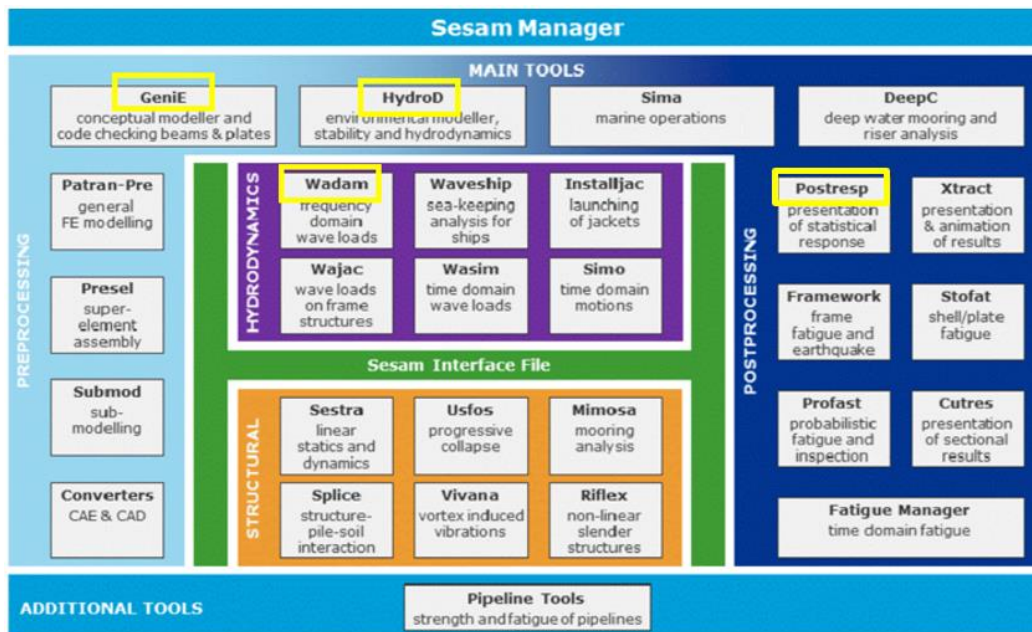 Sesam Manager
MAIN TOOLS
GeniE
conceptual modeller and
code checking beams & plates
HydroD
environmental modeller,
stability and hydrodynamics
Sima
marine operations
DeepC
deep water mooring and
riser analysis
PREPROCESSING
Patran-Pre
general
FE modelling
Presel
super-
element
assembly
Submod
sub-
modelling
Converters
CAE & CAD
HYDRODYNAMICS
Wadam
frequency
domain
wave loads
Waveship
sea-keeping
analysis for
ships
Installjac
launching
of jackets
Wajac
wave loads
on frame
structures
Wasim
time domain
wave loads
Simo
time domain
motions
Sesam Interface File
STRUCTURAL
Sestra
linear
statics and
dynamics
Usfos
progressive
collapse
Mimosa
mooring
analysis
Splice
structure-
pile-soil
interaction
Vivana
vortex induced
vibrations
Riflex
non-linear
slender
structures
POSTPROCESSING
Postresp
presentation
of statistical
response
Xtract
presentation
& animation
of results
Framework
frame
fatigue and
earthquake
Stofat
shell/plate
fatigue
Profast
probabilistic
fatigue and
inspection
Cutres
presentation
of sectional
results
Fatigue Manager
time domain fatigue
ADDITIONAL TOOLS
Pipeline Tools
strength and fatigue of pipelines